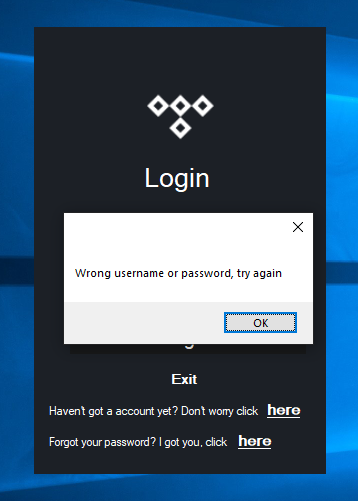 Login
Wrong username or password, try again
OK
Exit
Haven't got a account yet? Don't worry click here
Forgot your password? I got you, click here